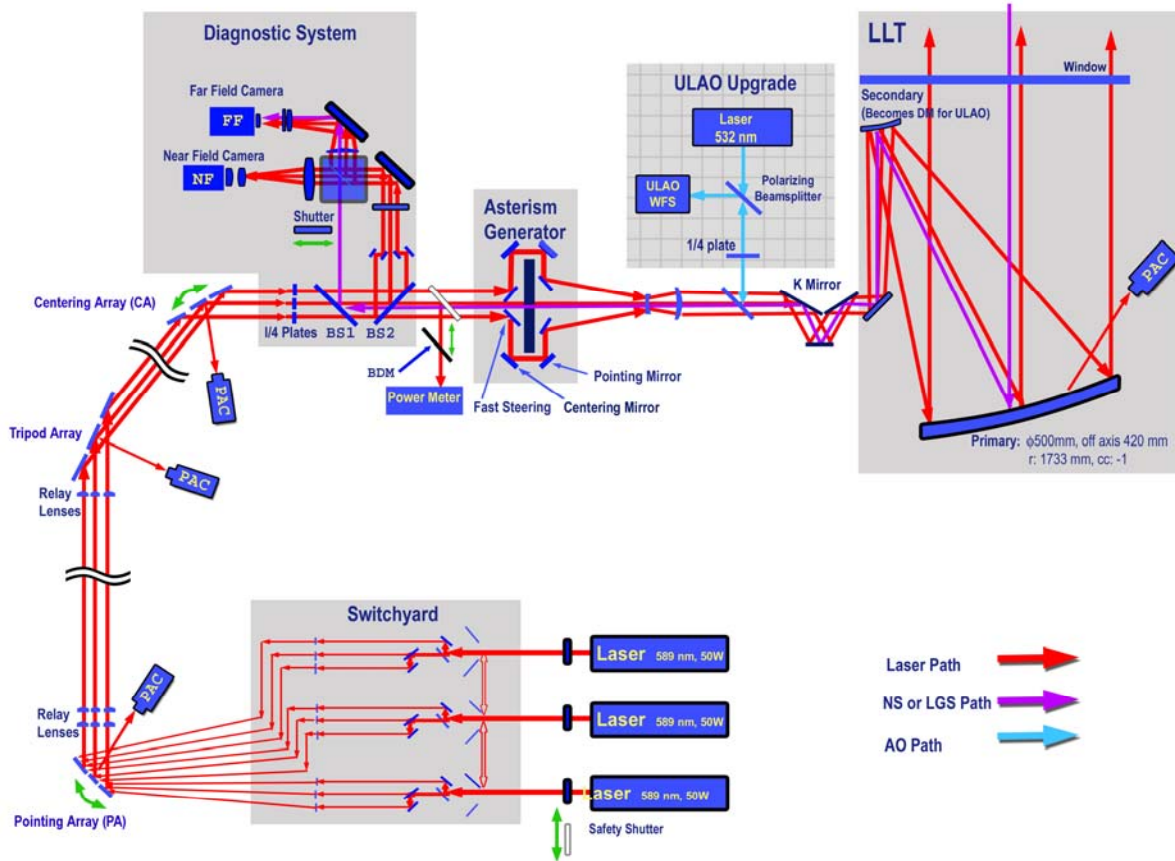 Diagnostic System
Far Field Camera
FF
Near Field Camera
NF
Shutter
Centering Array (CA)
PAC
I/4 Plates
BS1
BS2
BDM
Power Meter
Asterism
Generator
Fast Steering
Pointing Mirror
Centering Mirror
ULAO Upgrade
Laser
532 nm
ULAO
WFS
Polarizing
Beamsplitter
1/4 plate
K Mirror
LLT
Window
Secondary
(Becomes DM for ULAO)
PAC
Primary: ϕ500mm, off axis 420 mm
r: 1733 mm, cc: -1
Tripod Array
PAC
Relay
Lenses
Switchyard
Laser 589 nm, 50W
Laser 589 nm, 50W
Laser 589 nm, 50W
Safety Shutter
PAC
Relay
Lenses
Pointing Array (PA)
Laser Path
NS or LGS Path
AO Path